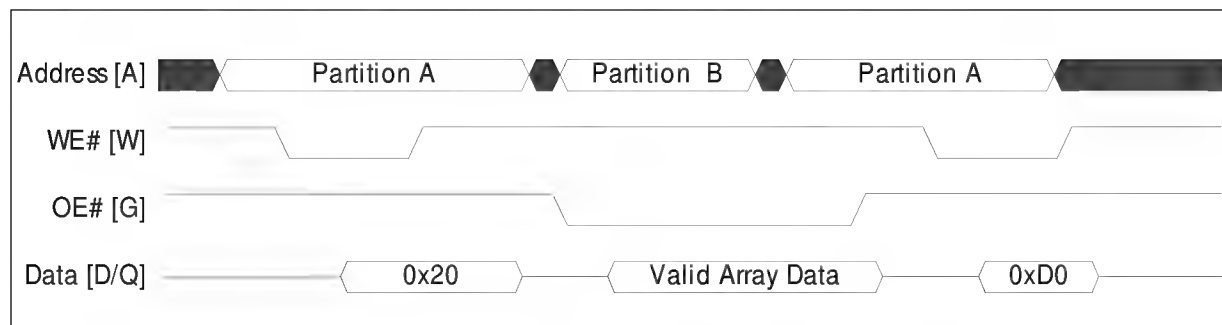 Address [A] Partition A Partition B Partition A
WE# [W]
OE# [G]
Data [D/Q] 0x20 Valid Array Data 0xD0